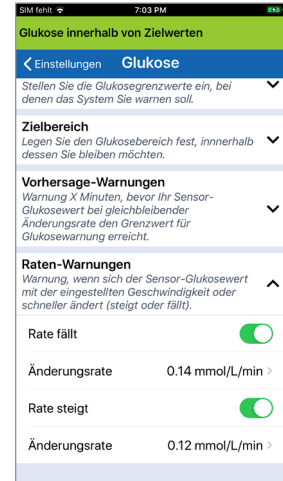 SIM fehlt 7:03 PM
Glukose innerhalb von Zielwerten
Einstellungen Glukose
Stellen Sie die Glukosegrenzwerte ein, bei
denen das System Sie warnen soll.
Zielbereich
Legen Sie den Glukosebereich fest, innnerhalb
dessen Sie bleiben möchten.
Vorhersage-Warnungen
Warnung X Minuten, bevor Ihr Sensor-
Glukosewert bei gleichbleibender
Änderungsrate den Grenzwert für
Glukosewarnung erreicht.
Raten-Warnungen
Warnung, wenn sich der Sensor-Glukosewert
mit der eingestellten Geschwindigkeit oder
schneller ändert (steigt oder fällt).
Rate fällt
Änderungsrate 0.14 mmol/L/min
Rate steigt
Änderungsrate 0.12 mmol/L/min